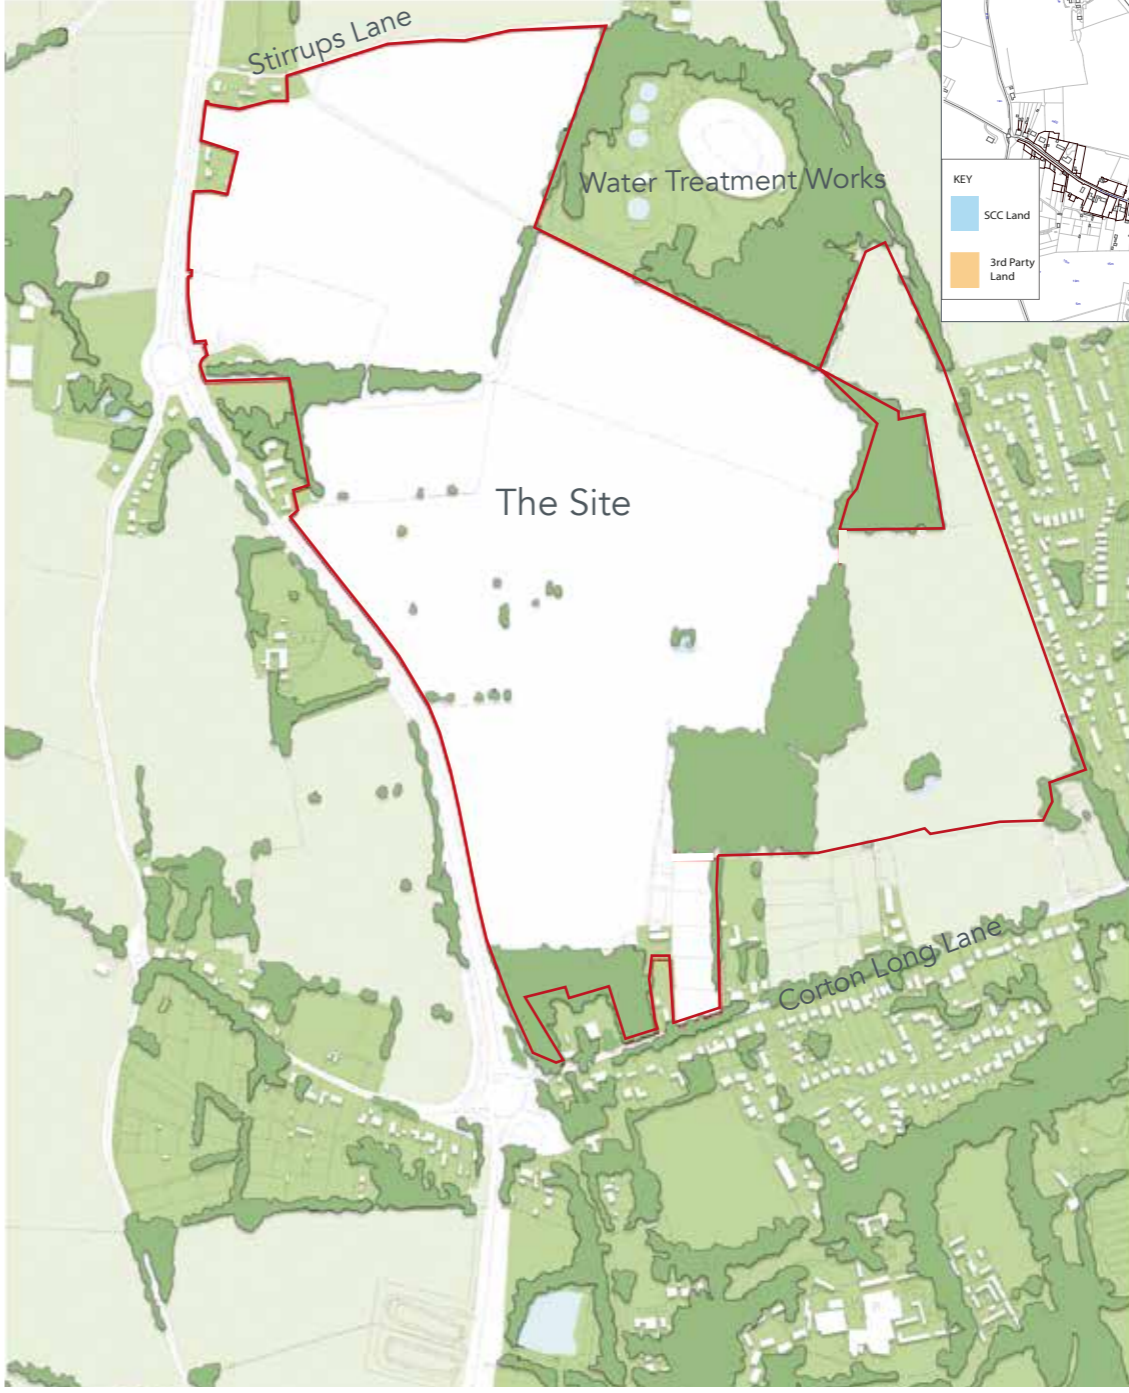 Stirrups Lane
Water Treatment Works
KEY
SCC Land
3rd Party
Land
The Site
Corton Long Lane